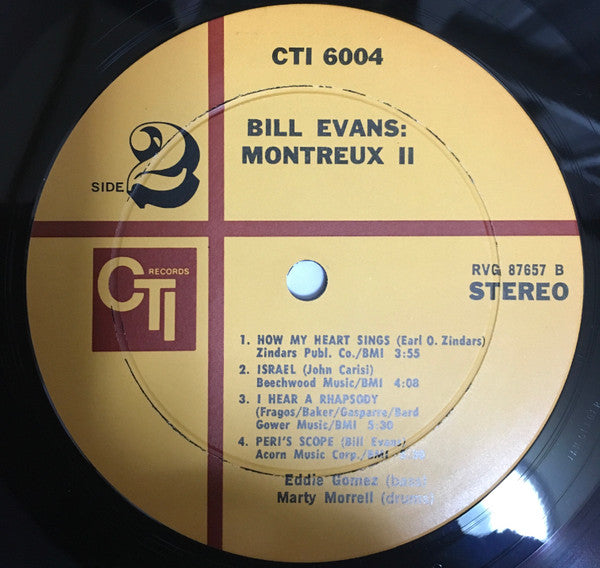 CTI 6004
BILL EVANS:
MONTREUX II
SIDE 2
CTI RECORDS
RVG 87657 B
STEREO
1. HOW MY HEART SINGS (Earl O. Zindars)
Zindars Publ. Co./BMI 3:55
2. ISRAEL (John Carisi)
Beechwood Music/BMI 4:08
3. I HEAR A RHAPSODY
(Fragos/Baker/Gasparre/Bard
Gower Music/BMI 5:30
4. PERI'S SCOPE (Bill Evans)
Acorn Music Corp./BMI
Eddie Gomez (bass)
Marty Morrell (drums)